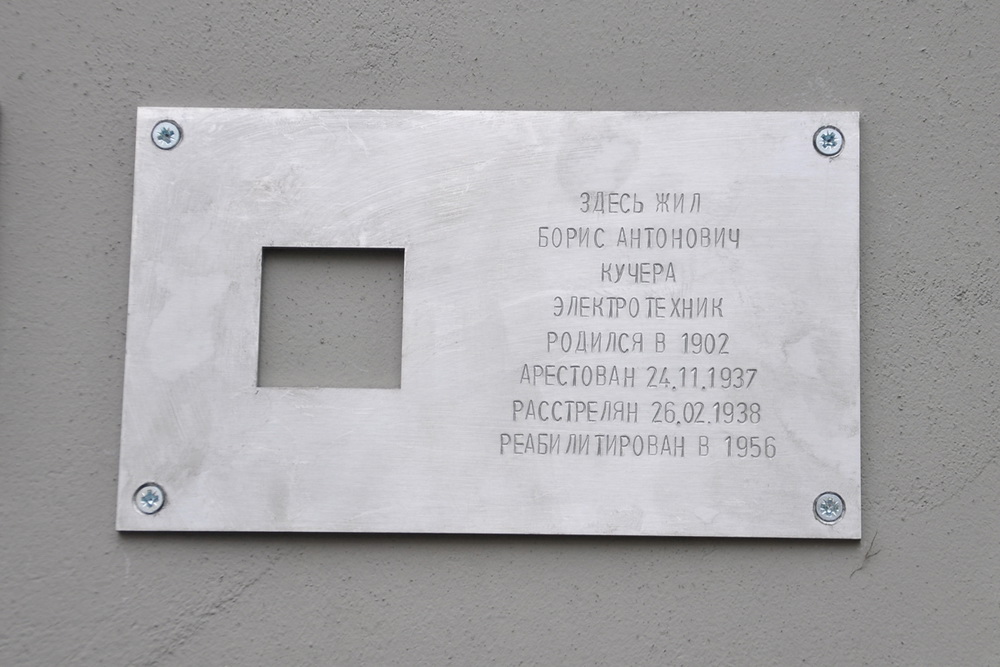 ЗДЕСЬ ЖИЛ
БОРИС АНТОНОВИЧ
КУЧЕРА
ЭЛЕКТРОТЕХНИК
РОДИЛСЯ В 1902
АРЕСТОВАН 24.11.1937
РАССТРЕЛЯН 26.02.1938
РЕАБИЛИТИРОВАН В 1956